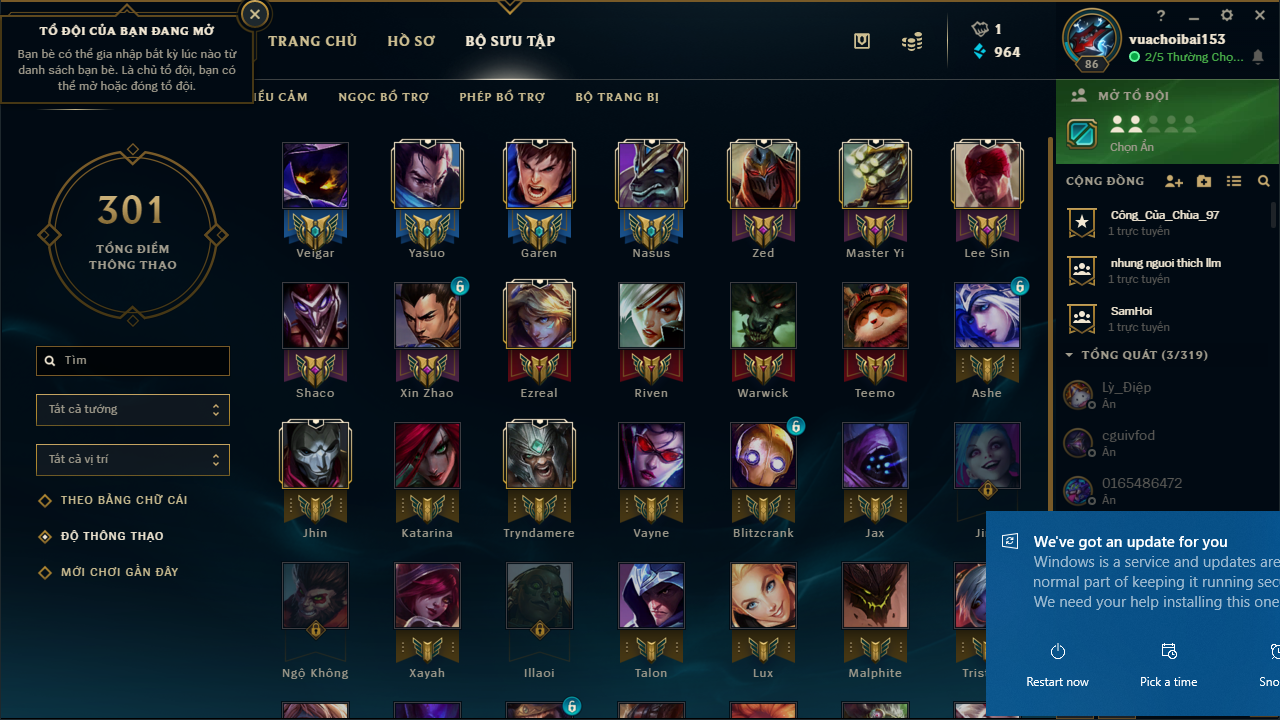 TỔ ĐỘI CỦA BẠN ĐANG MỞ
Bạn bè có thể gia nhập bất kỳ lúc nào từ
danh sách bạn bè. Là chủ tổ đội, bạn có
thể mở hoặc đóng tổ đội.
TRANG CHỦ
HỒ SƠ
BỘ SƯU TẬP
1
964
?
vuachoibai153
86
2/5 Thường Chọ...
IỂU CẢM
NGỌC BỔ TRỢ
PHÉP BỔ TRỢ
BỘ TRANG BỊ
MỞ TỔ ĐỘI
Chọn Ẩn
301
TỔNG ĐIỂM
THÔNG THẠO
Tìm
Tất cả tướng
Tất cả vị trí
THEO BẢNG CHỮ CÁI
ĐỘ THÔNG THẠO
MỚI CHƠI GẦN ĐÂY
Veigar
Yasuo
Garen
Nasus
Zed
Master Yi
Lee Sin
6
6
Shaco
Xin Zhao
Ezreal
Riven
Warwick
Teemo
Ashe
6
Jhin
Katarina
Tryndamere
Vayne
Blitzcrank
Jax
Ji
Ngộ Không
Xayah
Illaoi
Talon
Lux
Malphite
Trist
6
CỘNG ĐỒNG
Công_Của_Chùa_97
1 trực tuyến
nhung nguoi thich llm
1 trực tuyến
SamHoi
1 trực tuyến
TỔNG QUÁT (3/319)
Lỳ_Điệp
Ẩn
cguivfod
Ẩn
0165486472
Ẩn
We've got an update for you
Windows is a service and updates are
normal part of keeping it running sec
We need your help installing this one
Restart now
Pick a time
Sno